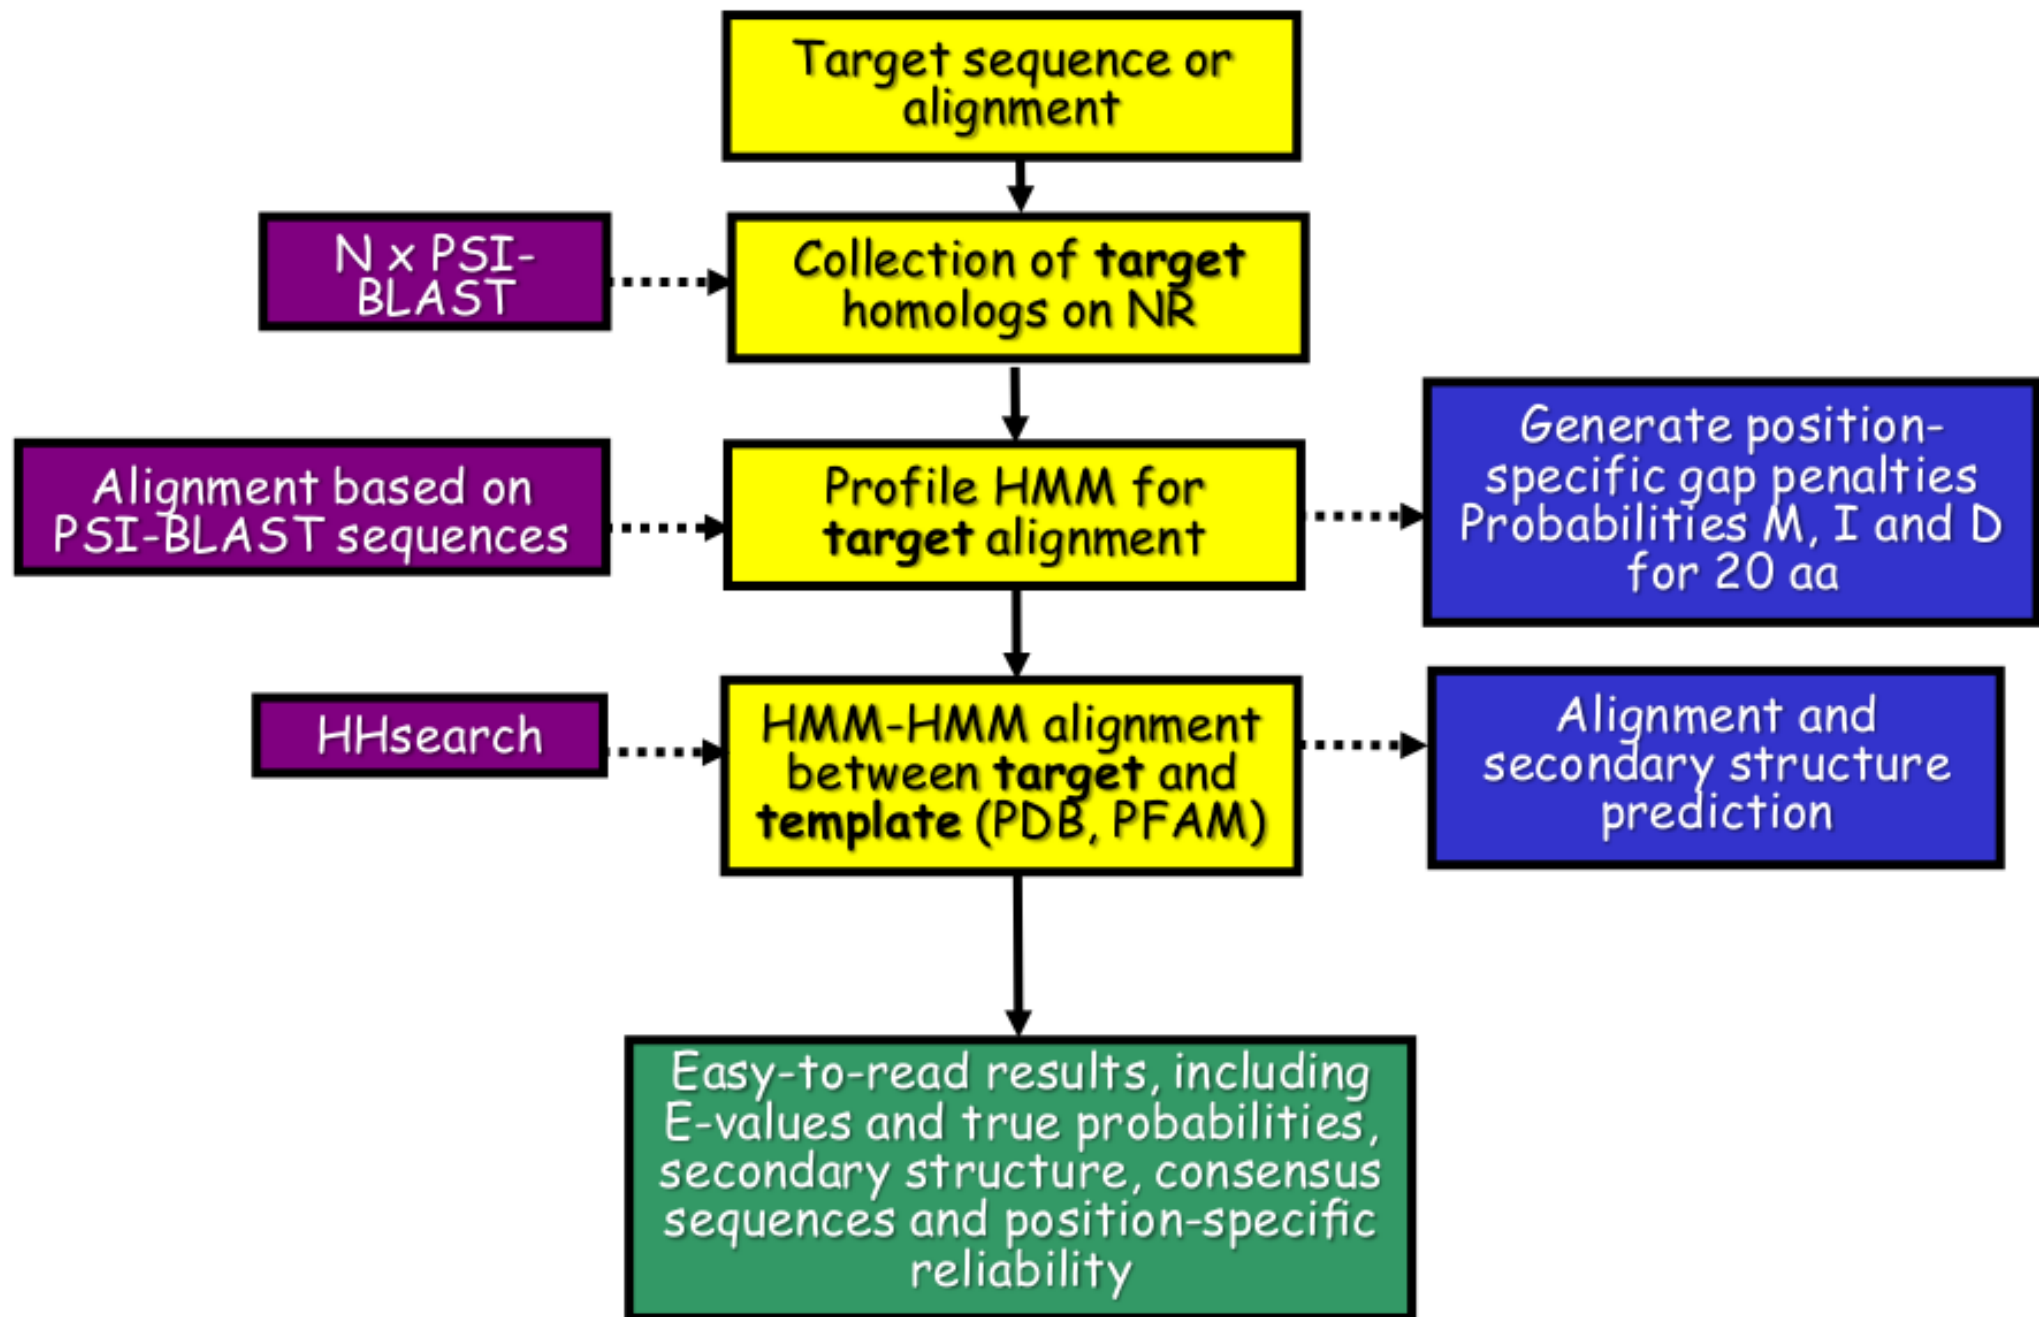 Target sequence or
alignment
N x PSI-
BLAST
Collection of target
homologs on NR
Alignment based on
PSI-BLAST sequences
Profile HMM for
target alignment
Generate position-
specific gap penalties
Probabilities M, I and D
for 20 aa
HHsearch
HMM-HMM alignment
between target and
template (PDB, PFAM)
Alignment and
secondary structure
prediction
Easy-to-read results, including
E-values and true probabilities,
secondary structure, consensus
sequences and position-specific
reliability